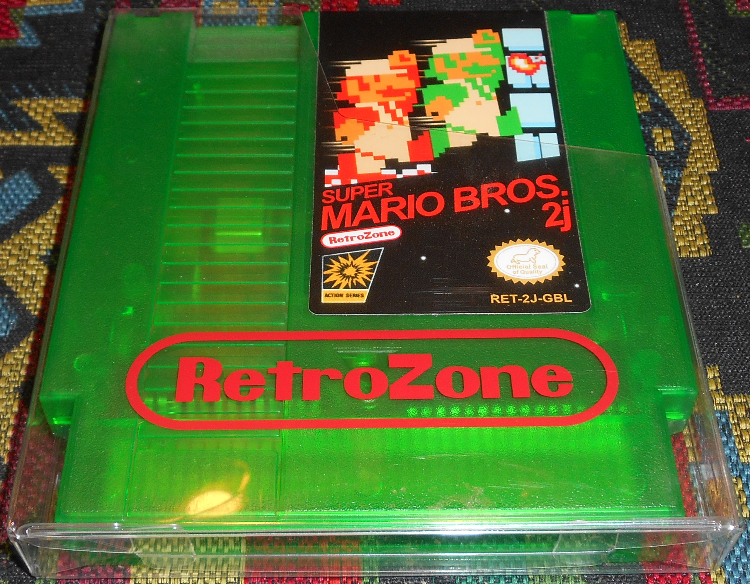 SUPER
MARIO BROS.
2j
RetroZone
ACTION SERIES
Official Seal
of Quality
RET-2J-GBL
RetroZone